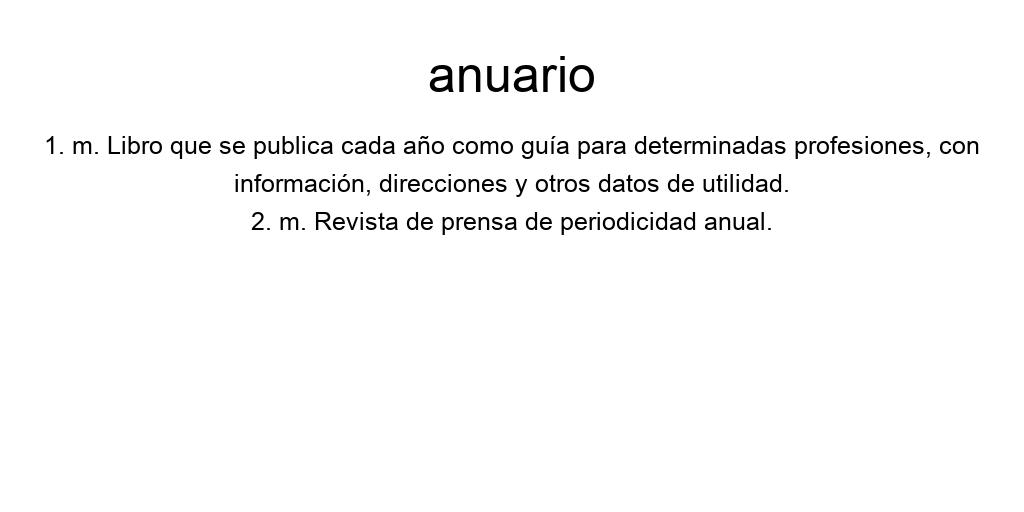 anuario
1. m. Libro que se publica cada año como guía para determinadas profesiones, con
información, direcciones y otros datos de utilidad.
2. m. Revista de prensa de periodicidad anual.